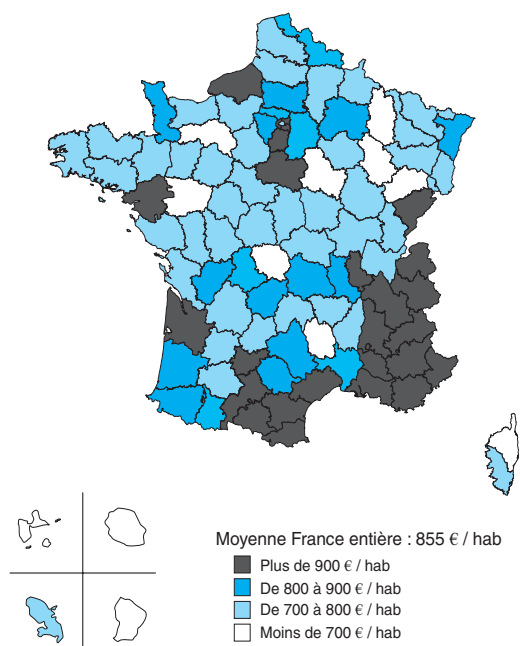 Moyenne France entière : 855 € / hab
Plus de 900 € / hab
De 800 à 900 € / hab
De 700 à 800 € / hab
Moins de 700 € / hab